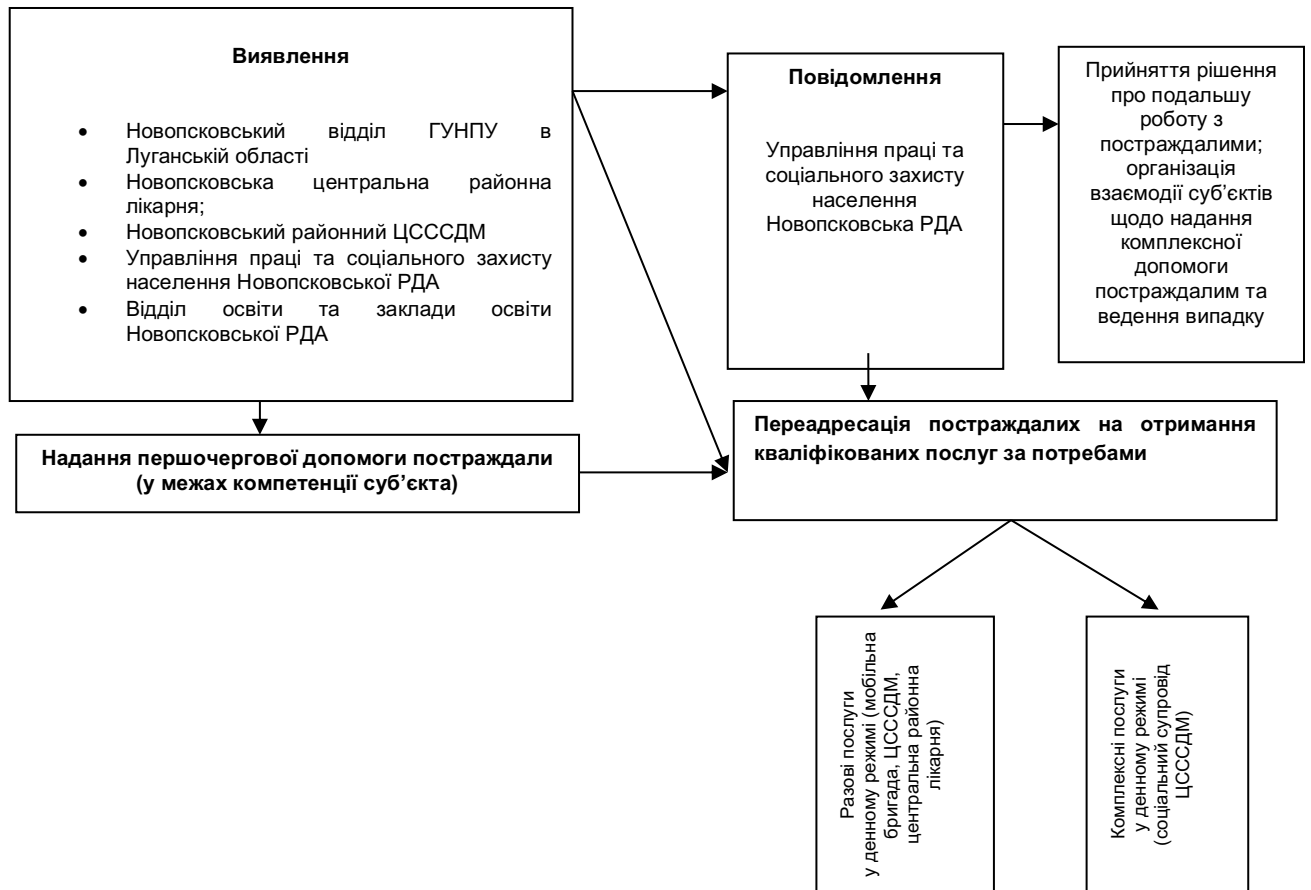 Виявлення
• Новопсковський відділ ГУНПУ в
Луганській області
• Новопсковська центральна районна
лікарня;
• Новопсковський районний ЦСССДМ
• Управління праці та соціального захисту
населення Новопсковської РДА
• Відділ освіти та заклади освіти
Новопсковської РДА
Повідомлення
Управління праці та
соціального захисту
населення
Новопсковська РДА
Прийняття рішення
про подальшу
роботу з
постраждалими;
організація
взаємодії суб’єктів
щодо надання
комплексної
допомоги
постраждалим та
ведення випадку
Надання першочергової допомоги постраждали
(у межах компетенції суб’єкта)
Переадресація постраждалих на отримання
кваліфікованих послуг за потребами
Разові послуги
у денному режимі (мобільна
бригада, ЦСССДМ,
центральна районна
лікарня)
Комплексні послуги
у денному режимі
(соціальний супровід
ЦСССДМ)